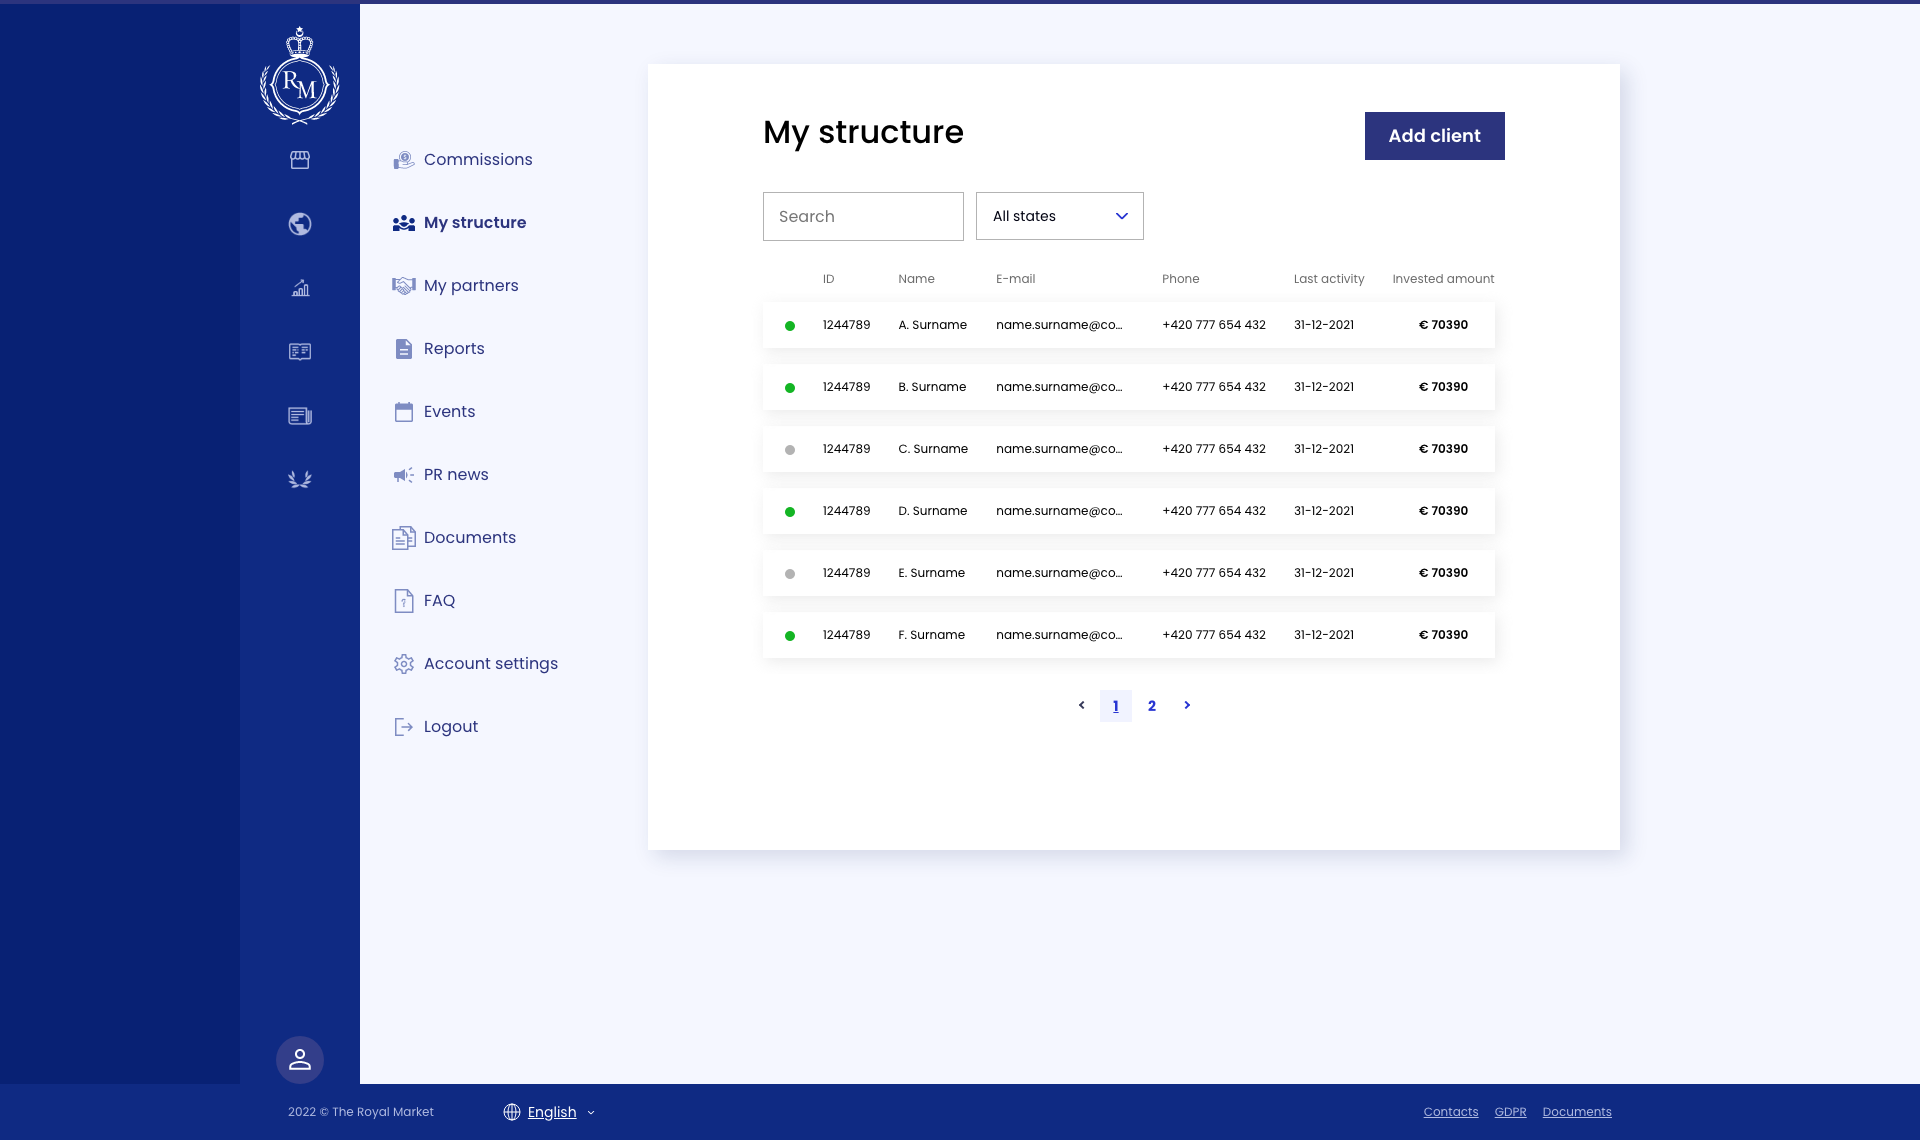 RM
Commissions
My structure
My partners
Reports
Events
PR news
Documents
FAQ
Account settings
Logout
My structure
Add client
Search
All states
ID Name E-mail Phone Last activity Invested amount
1244789 A. Surname name.surname@co... +420 777 654 432 31-12-2021 € 70390
1244789 B. Surname name.surname@co... +420 777 654 432 31-12-2021 € 70390
1244789 C. Surname name.surname@co... +420 777 654 432 31-12-2021 € 70390
1244789 D. Surname name.surname@co... +420 777 654 432 31-12-2021 € 70390
1244789 E. Surname name.surname@co... +420 777 654 432 31-12-2021 € 70390
1244789 F. Surname name.surname@co... +420 777 654 432 31-12-2021 € 70390
1 2
2022 © The Royal Market
English
Contacts GDPR Documents